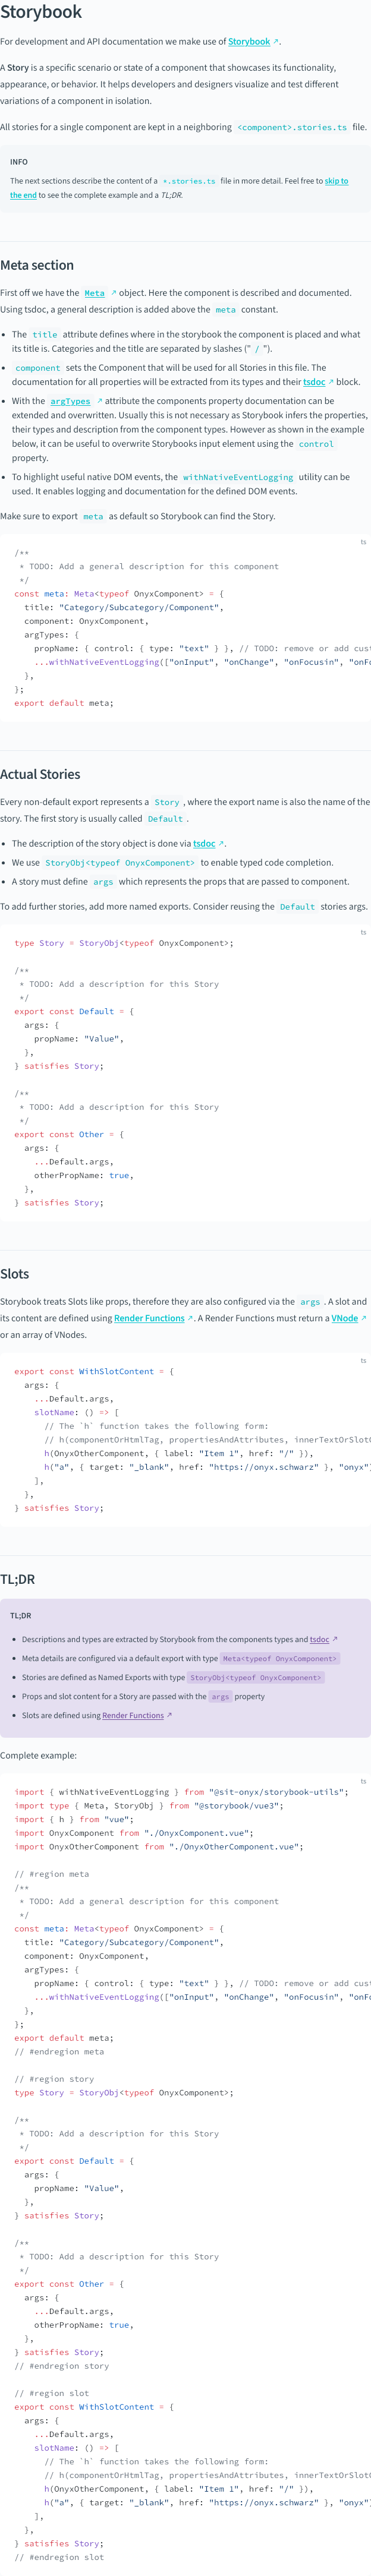 Storybook
For development and API documentation we make use of Storybook ↗.
A Story is a specific scenario or state of a component that showcases its functionality,
appearance, or behavior. It helps developers and designers visualize and test different
variations of a component in isolation.
All stories for a single component are kept in a neighboring <component>.stories.ts file.
INFO
The next sections describe the content of a *.stories.ts file in more detail. Feel free to skip to
the end to see the complete example and a TL;DR.
Meta section
First off we have the Meta ↗ object. Here the component is described and documented.
Using tsdoc, a general description is added above the meta constant.
• The title attribute defines where in the storybook the component is placed and what
its title is. Categories and the title are separated by slashes ("/").
• component sets the Component that will be used for all Stories in this file. The
documentation for all properties will be extracted from its types and their tsdoc ↗ block.
• With the argTypes ↗ attribute the components property documentation can be
extended and overwritten. Usually this is not necessary as Storybook infers the properties,
their types and description from the component types. However as shown in the example
below, it can be useful to overwrite Storybooks input element using the control
property.
• To highlight useful native DOM events, the withNativeEventLogging utility can be
used. It enables logging and documentation for the defined DOM events.
Make sure to export meta as default so Storybook can find the Story.
ts
/**
 * TODO: Add a general description for this component
 */
const meta: Meta<typeof OnyxComponent> = {
  title: "Category/Subcategory/Component",
  component: OnyxComponent,
  argTypes: {
    propName: { control: { type: "text" } }, // TODO: remove or add cust
    ...withNativeEventLogging(["onInput", "onChange", "onFocusin", "onFo
  },
};
export default meta;
Actual Stories
Every non-default export represents a Story, where the export name is also the name of the
story. The first story is usually called Default.
• The description of the story object is done via tsdoc ↗.
• We use StoryObj<typeof OnyxComponent> to enable typed code completion.
• A story must define args which represents the props that are passed to component.
To add further stories, add more named exports. Consider reusing the Default stories args.
ts
type Story = StoryObj<typeof OnyxComponent>;
/**
 * TODO: Add a description for this Story
 */
export const Default = {
  args: {
    propName: "Value",
  },
} satisfies Story;
/**
 * TODO: Add a description for this Story
 */
export const Other = {
  args: {
    ...Default.args,
    otherPropName: true,
  },
} satisfies Story;
Slots
Storybook treats Slots like props, therefore they are also configured via the args. A slot and
its content are defined using Render Functions ↗. A Render Functions must return a VNode ↗
or an array of VNodes.
ts
export const WithSlotContent = {
  args: {
    ...Default.args,
    slotName: () => [
      // The `h` function takes the following form:
      // h(componentOrHtmlTag, propertiesAndAttributes, innerTextOrSlotC
      h(OnyxOtherComponent, { label: "Item 1", href: "/" }),
      h("a", { target: "_blank", href: "https://onyx.schwarz" }, "onyx")
    ],
  },
} satisfies Story;
TL;DR
TL;DR
• Descriptions and types are extracted by Storybook from the components types and tsdoc ↗
• Meta details are configured via a default export with type Meta<typeof OnyxComponent>
• Stories are defined as Named Exports with type StoryObj<typeof OnyxComponent>
• Props and slot content for a Story are passed with the args property
• Slots are defined using Render Functions ↗
Complete example:
ts
import { withNativeEventLogging } from "@sit-onyx/storybook-utils";
import type { Meta, StoryObj } from "@storybook/vue3";
import { h } from "vue";
import OnyxComponent from "./OnyxComponent.vue";
import OnyxOtherComponent from "./OnyxOtherComponent.vue";
// #region meta
/**
 * TODO: Add a general description for this component
 */
const meta: Meta<typeof OnyxComponent> = {
  title: "Category/Subcategory/Component",
  component: OnyxComponent,
  argTypes: {
    propName: { control: { type: "text" } }, // TODO: remove or add cust
    ...withNativeEventLogging(["onInput", "onChange", "onFocusin", "onFo
  },
};
export default meta;
// #endregion meta
// #region story
type Story = StoryObj<typeof OnyxComponent>;
/**
 * TODO: Add a description for this Story
 */
export const Default = {
  args: {
    propName: "Value",
  },
} satisfies Story;
/**
 * TODO: Add a description for this Story
 */
export const Other = {
  args: {
    ...Default.args,
    otherPropName: true,
  },
} satisfies Story;
// #endregion story
// #region slot
export const WithSlotContent = {
  args: {
    ...Default.args,
    slotName: () => [
      // The `h` function takes the following form:
      // h(componentOrHtmlTag, propertiesAndAttributes, innerTextOrSlotC
      h(OnyxOtherComponent, { label: "Item 1", href: "/" }),
      h("a", { target: "_blank", href: "https://onyx.schwarz" }, "onyx")
    ],
  },
} satisfies Story;
// #endregion slot